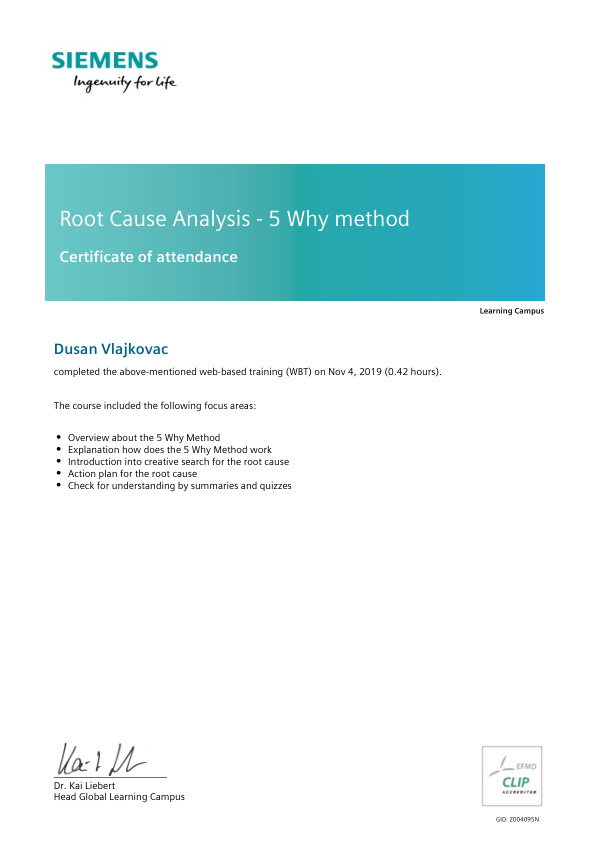 SIEMENS
Ingenuity for life
Root Cause Analysis - 5 Why method
Certificate of attendance
Learning Campus
Dusan Vlajkovac
completed the above-mentioned web-based training (WBT) on Nov 4, 2019 (0.42 hours).
The course included the following focus areas:
• Overview about the 5 Why Method
• Explanation how does the 5 Why Method work
• Introduction into creative search for the root cause
• Action plan for the root cause
• Check for understanding by summaries and quizzes
Dr. Kai Liebert
Head Global Learning Campus
EFMD
CLIP
ACCREDITED
GID: Z004095N